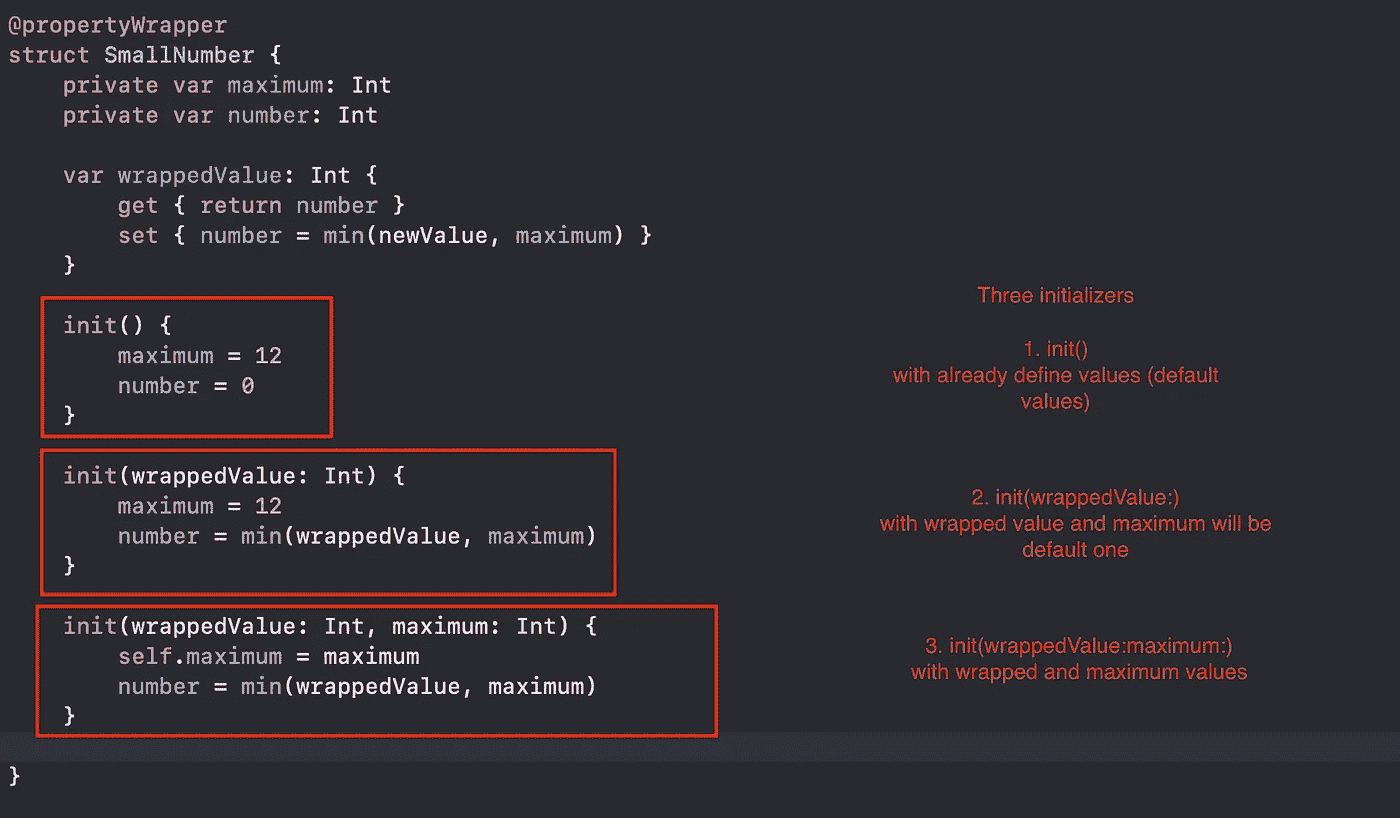 @propertyWrapper
struct SmallNumber {
    private var maximum: Int
    private var number: Int
    var wrappedValue: Int {
        get { return number }
        set { number = min(newValue, maximum) }
    }
    init() {
        maximum = 12
        number = 0
    }
    init(wrappedValue: Int) {
        maximum = 12
        number = min(wrappedValue, maximum)
    }
    init(wrappedValue: Int, maximum: Int) {
        self.maximum = maximum
        number = min(wrappedValue, maximum)
    }
}
Three initializers
1. init()
with already define values (default
values)
2. init(wrappedValue:)
with wrapped value and maximum will be
default one
3. init(wrappedValue:maximum:)
with wrapped and maximum values